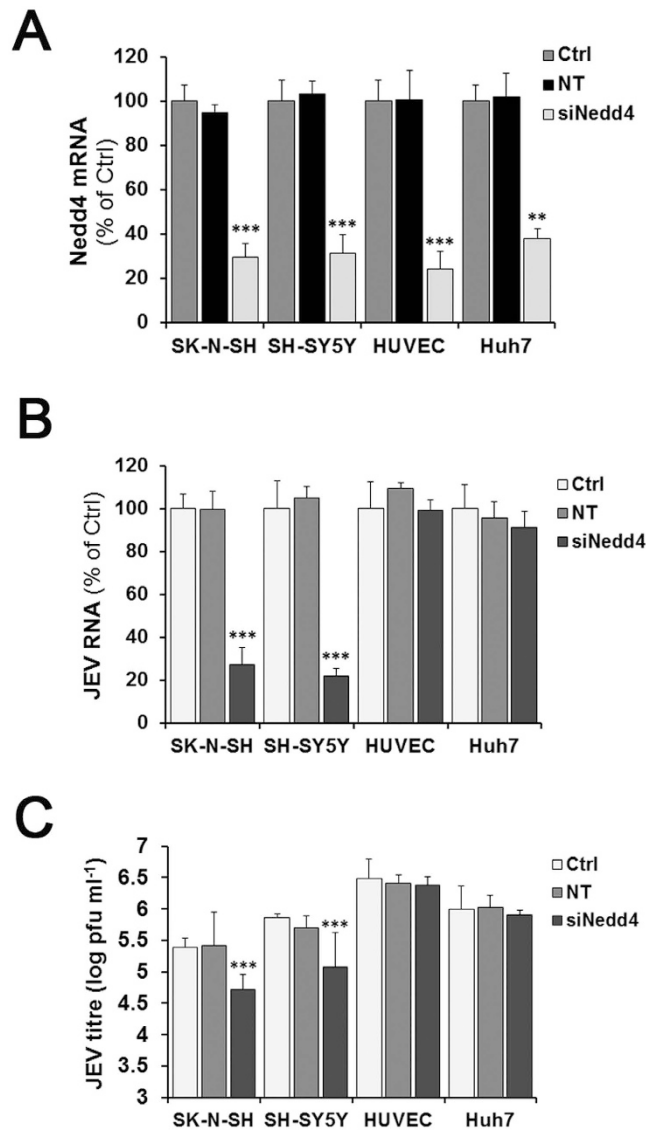 A
120
100
80
60
40
20
0
Nedd4 mRNA
(% of Ctrl)
Ctrl
NT
siNedd4
*** *** *** **
SK-N-SH SH-SY5Y HUVEC Huh7
B
120
100
80
60
40
20
0
JEV RNA (% of Ctrl)
Ctrl
NT
siNedd4
*** ***
SK-N-SH SH-SY5Y HUVEC Huh7
C
7
6.5
6
5.5
5
4.5
4
3.5
3
JEV titre (log pfu ml⁻¹)
Ctrl
NT
siNedd4
*** ***
SK-N-SH SH-SY5Y HUVEC Huh7